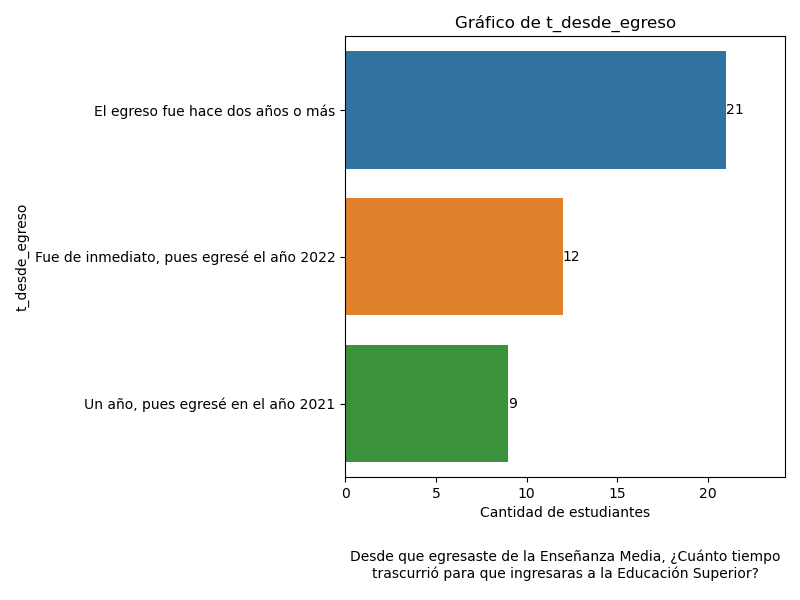 Gráfico de t_desde_egreso
t_desde_egreso
El egreso fue hace dos años o más
21
Fue de inmediato, pues egresé el año 2022
12
Un año, pues egresé en el año 2021
9
0 5 10 15 20
Cantidad de estudiantes
Desde que egresaste de la Enseñanza Media, ¿Cuánto tiempo
trascurrió para que ingresaras a la Educación Superior?